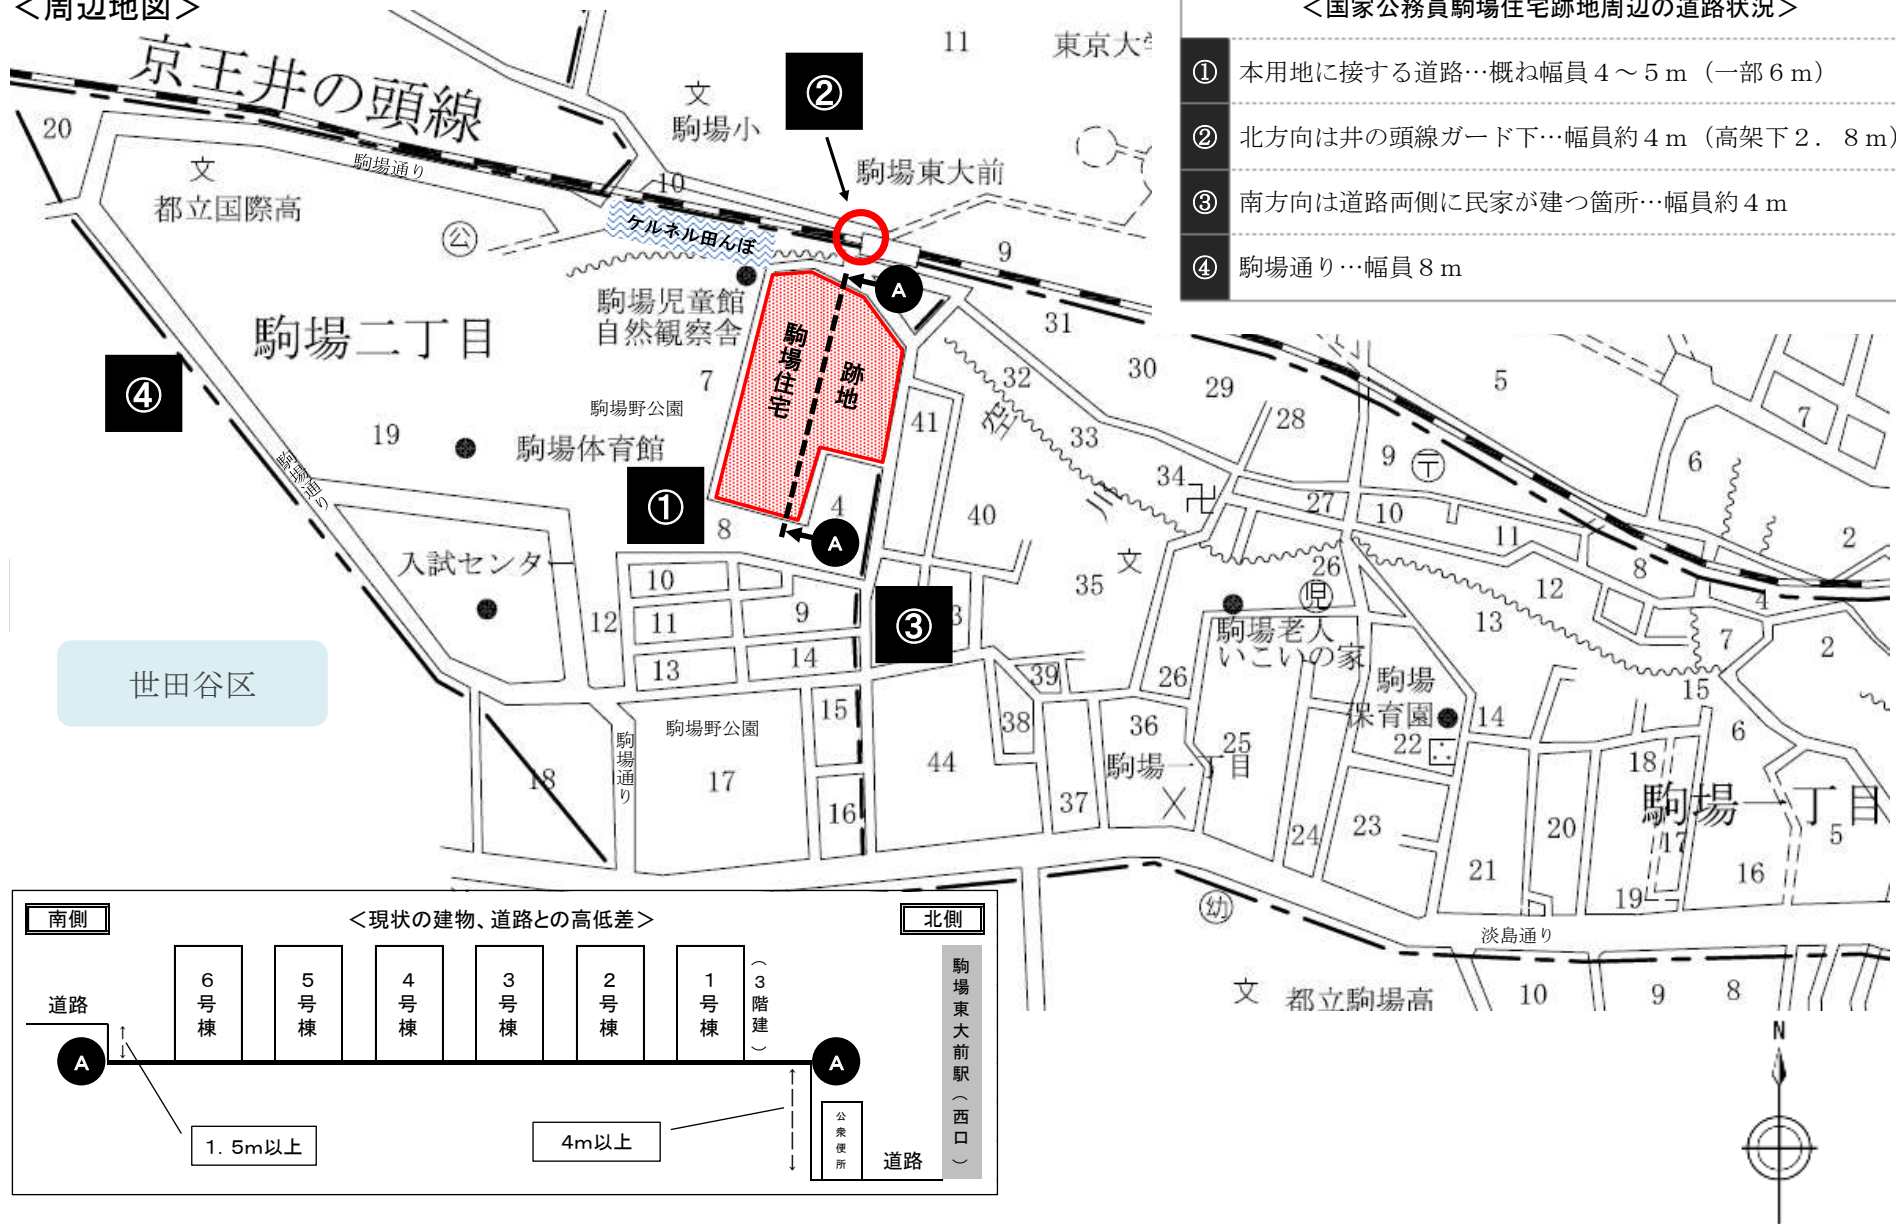 ＜周辺地図＞
＜国家公務員駒場住宅跡地周辺の道路状況＞
① 本用地に接する道路…概ね幅員４～５ｍ（一部６ｍ）
② 北方向は井の頭線ガード下…幅員約４ｍ（高架下２．８ｍ）
③ 南方向は道路両側に民家が建つ箇所…幅員約４ｍ
④ 駒場通り…幅員８ｍ
京王井の頭線
11
東京大
文
駒場小
②
20
駒場通り
文
都立国際高
10
駒場東大前
公
ケルネル田んぼ
9
A
駒場児童館
自然観察舎
31
駒場二丁目
駒場住宅
跡地
④
7
32
30
29
5
駒場野公園
41
空
28
7
19
駒場体育館
33
9
〒
6
駒場通り
34
卍
①
4
40
三
27
10
8
A
11
2
入試センター
文
26
8
10
35
12
児
4
12
11
9
③
3
駒場老人
いこいの家
13
7
2
世田谷区
13
14
39
26
駒場
保育園
15
15
駒場野公園
38
36
14
6
駒場通り
25
22
18
17
44
駒場一丁目
18
37
駒場一丁目
16
24
23
20
17
5
21
19
16
幼
淡島通り
文
都立駒場高
10
9
8
N
南側
＜現状の建物、道路との高低差＞
北側
道路
6号棟
5号棟
4号棟
3号棟
2号棟
1号棟
（3階建）
駒場東大前駅（西口）
A
A
1．5m以上
4m以上
公衆便所
道路